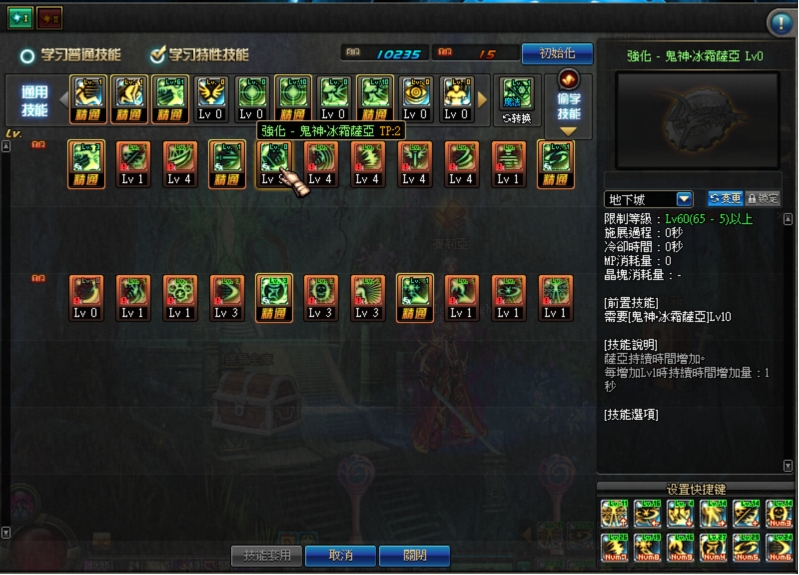 学习普通技能
学习特性技能
SP
10235
TP
15
初始化
通用
技能
精通
精通
精通
Lv 0
Lv 0
精通
Lv 0
精通
Lv 0
Lv 0
魔法
转换
偷学
技能
強化 - 鬼神·冰霜薩亞 TP:2
Lv.
精通
Lv 1
Lv 4
精通
Lv 4
Lv 4
Lv 4
Lv 4
Lv 1
精通
Lv 0
Lv 1
Lv 1
Lv 3
精通
Lv 3
Lv 3
精通
Lv 1
Lv 1
Lv 1
技能套用
取消
關閉
強化 - 鬼神·冰霜薩亞 Lv0
地下城
变更
锁定
限制等級：Lv60(65 - 5)以上
施展過程：0秒
冷卻時間：0秒
MP消耗量：0
晶塊消耗量：-
[前置技能]
需要[鬼神·冰霜薩亞]Lv10
[技能說明]
薩亞持續時間增加。
每增加Lv1時持續時間增加量：1
秒
[技能選項]
设置快捷键